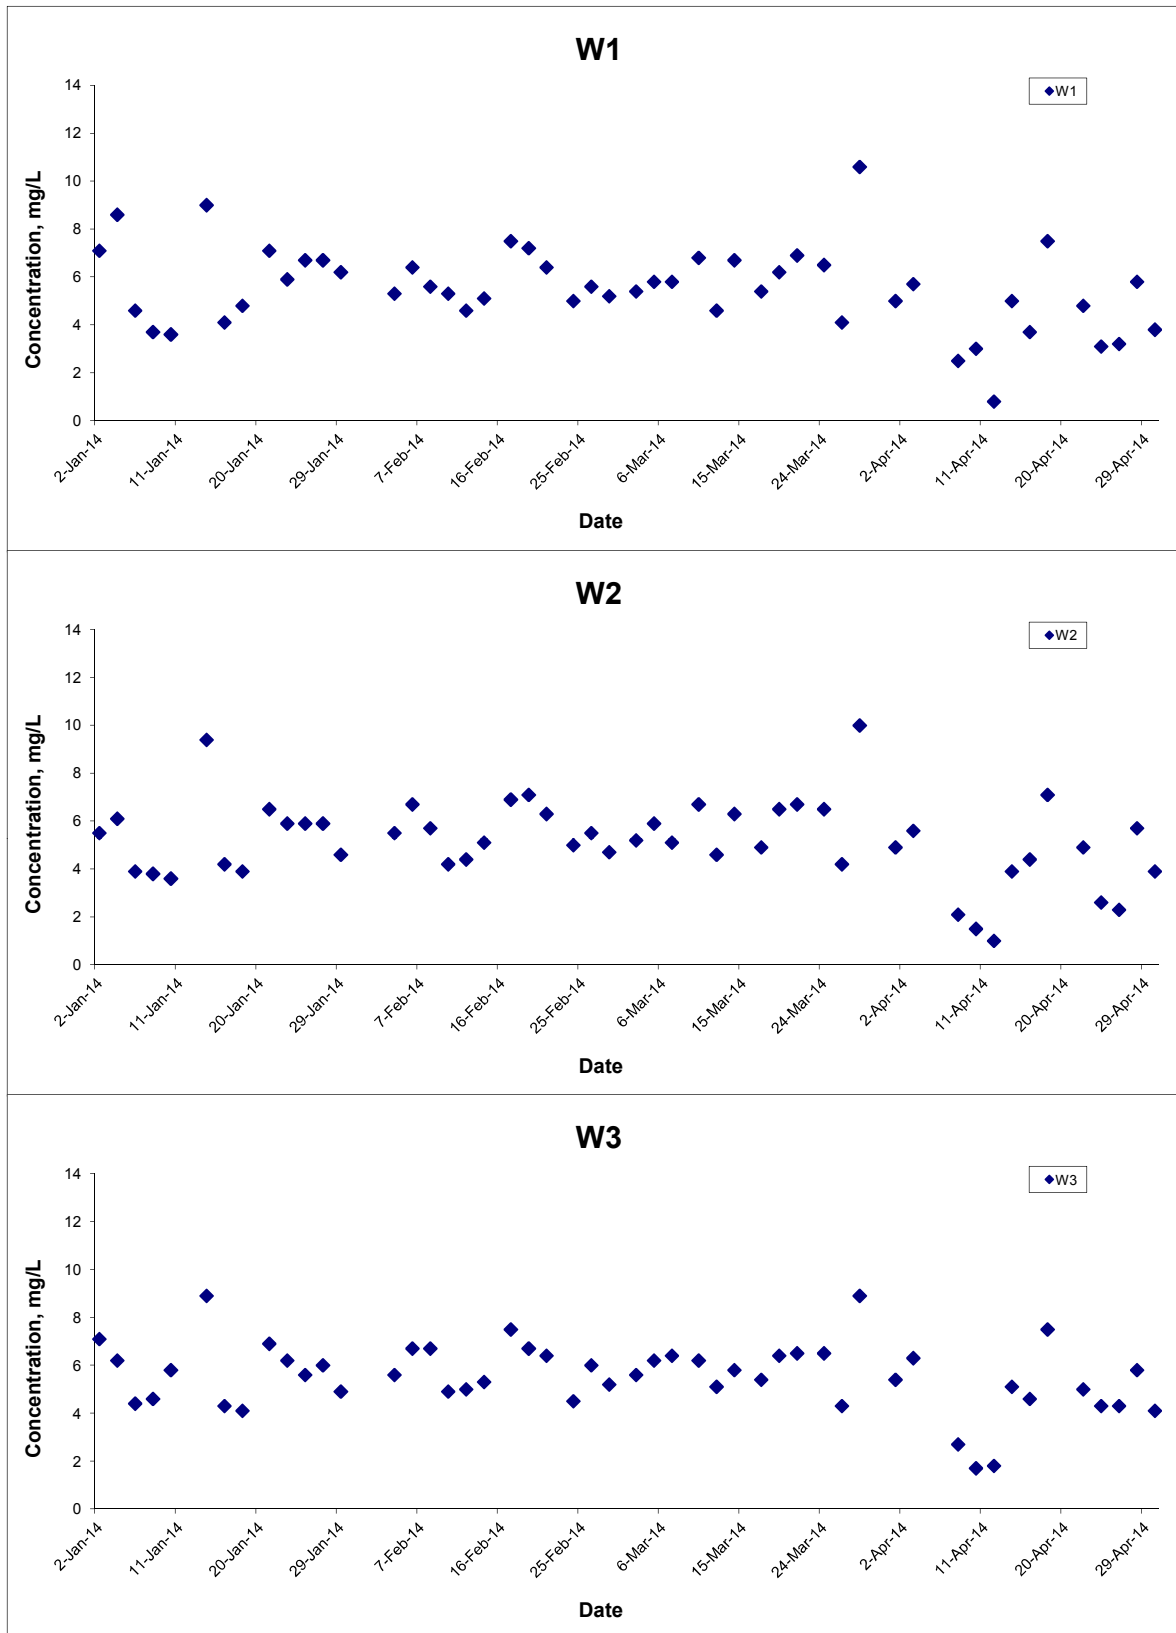 W1
14
W1
12
10
8
6
4
2
0
Concentration, mg/L
2-Jan-14 11-Jan-14 20-Jan-14 29-Jan-14 7-Feb-14 16-Feb-14 25-Feb-14 6-Mar-14 15-Mar-14 24-Mar-14 2-Apr-14 11-Apr-14 20-Apr-14 29-Apr-14
Date
W2
14
W2
12
10
8
6
4
2
0
Concentration, mg/L
2-Jan-14 11-Jan-14 20-Jan-14 29-Jan-14 7-Feb-14 16-Feb-14 25-Feb-14 6-Mar-14 15-Mar-14 24-Mar-14 2-Apr-14 11-Apr-14 20-Apr-14 29-Apr-14
Date
W3
14
W3
12
10
8
6
4
2
0
Concentration, mg/L
2-Jan-14 11-Jan-14 20-Jan-14 29-Jan-14 7-Feb-14 16-Feb-14 25-Feb-14 6-Mar-14 15-Mar-14 24-Mar-14 2-Apr-14 11-Apr-14 20-Apr-14 29-Apr-14
Date